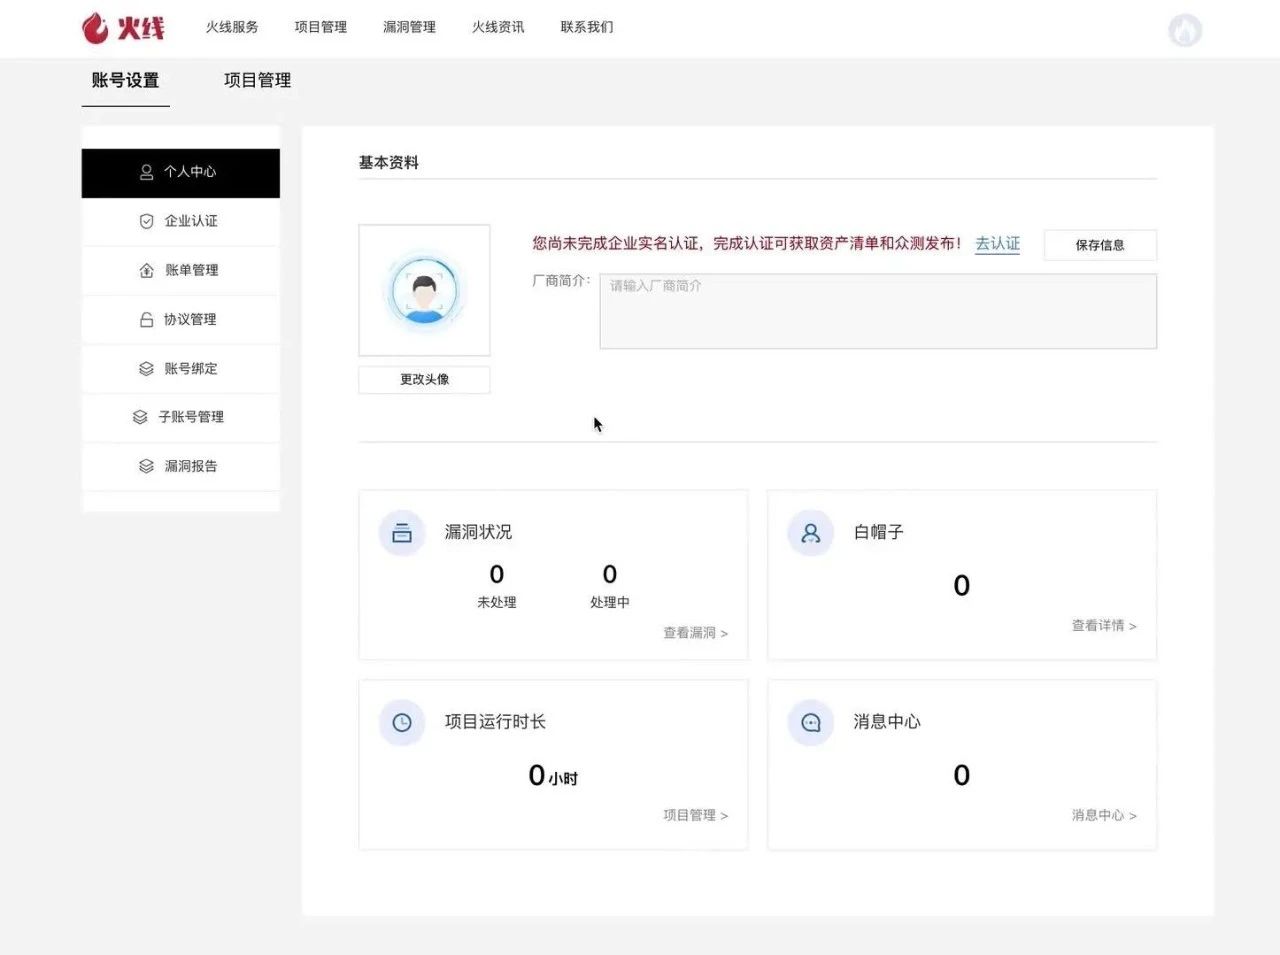 火线 火线服务 项目管理 漏洞管理 火线资讯 联系我们
账号设置 项目管理
个人中心
企业认证
账单管理
协议管理
账号绑定
子账号管理
漏洞报告
基本资料
您尚未完成企业实名认证，完成认证可获取资产清单和众测发布！ 去认证 保存信息
厂商简介： 请输入厂商简介
更改头像
漏洞状况
0 0
未处理 处理中
查看漏洞 >
白帽子
0
查看详情 >
项目运行时长
0小时
项目管理 >
消息中心
0
消息中心 >